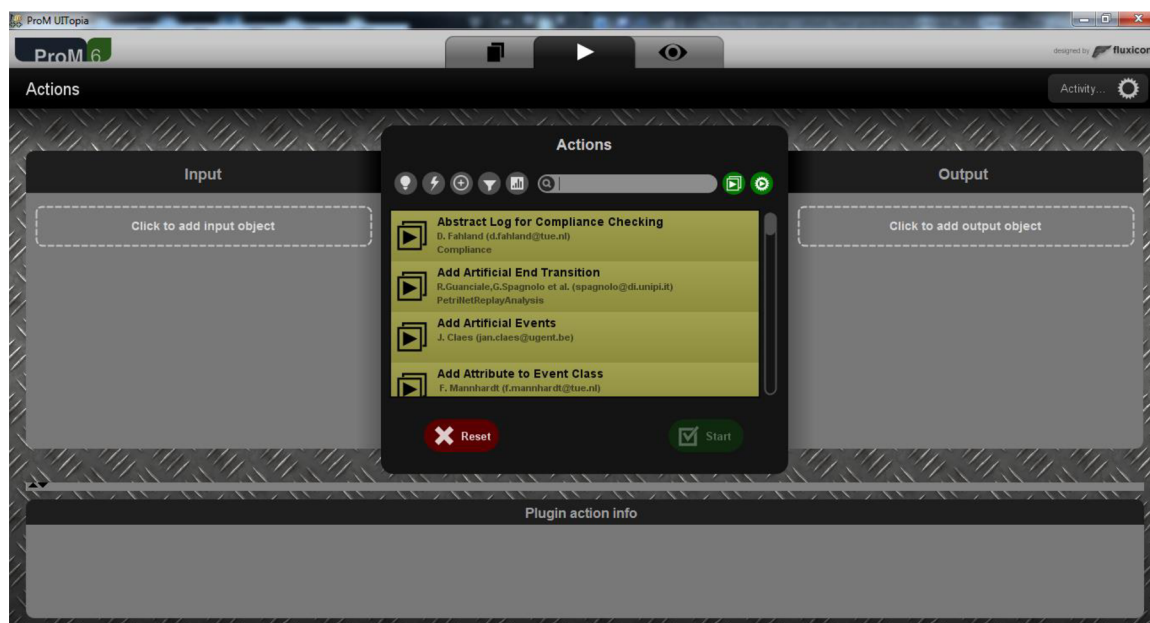 ProM UITopia
ProM 6
designed by fluxicon
Actions
Activity...
Actions
Input
Output
Click to add input object
Click to add output object
Abstract Log for Compliance Checking
D. Fahland (d.fahland@tue.nl)
Compliance
Add Artificial End Transition
R.Guanciale,G.Spagnolo et al. (spagnolo@di.unipi.it)
PetriNetReplayAnalysis
Add Artificial Events
J. Claes (jan.claes@ugent.be)
Add Attribute to Event Class
F. Mannhardt (f.mannhardt@tue.nl)
Reset
Start
Plugin action info